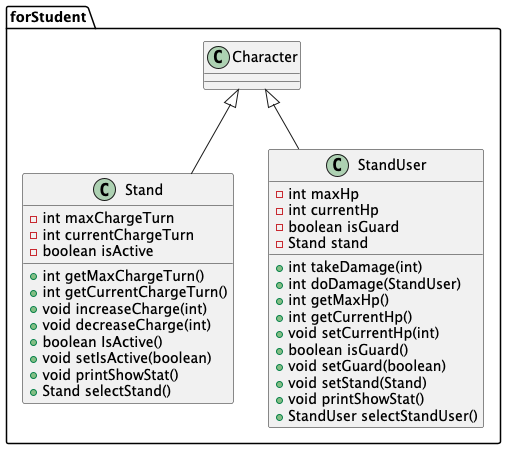 forStudent
C Character
C Stand
int maxChargeTurn
int currentChargeTurn
boolean isActive
int getMaxChargeTurn()
int getCurrentChargeTurn()
void increaseCharge(int)
void decreaseCharge(int)
boolean IsActive()
void setIsActive(boolean)
void printShowStat()
Stand selectStand()
C StandUser
int maxHp
int currentHp
boolean isGuard
Stand stand
int takeDamage(int)
int doDamage(StandUser)
int getMaxHp()
int getCurrentHp()
void setCurrentHp(int)
boolean isGuard()
void setGuard(boolean)
void setStand(Stand)
void printShowStat()
StandUser selectStandUser()